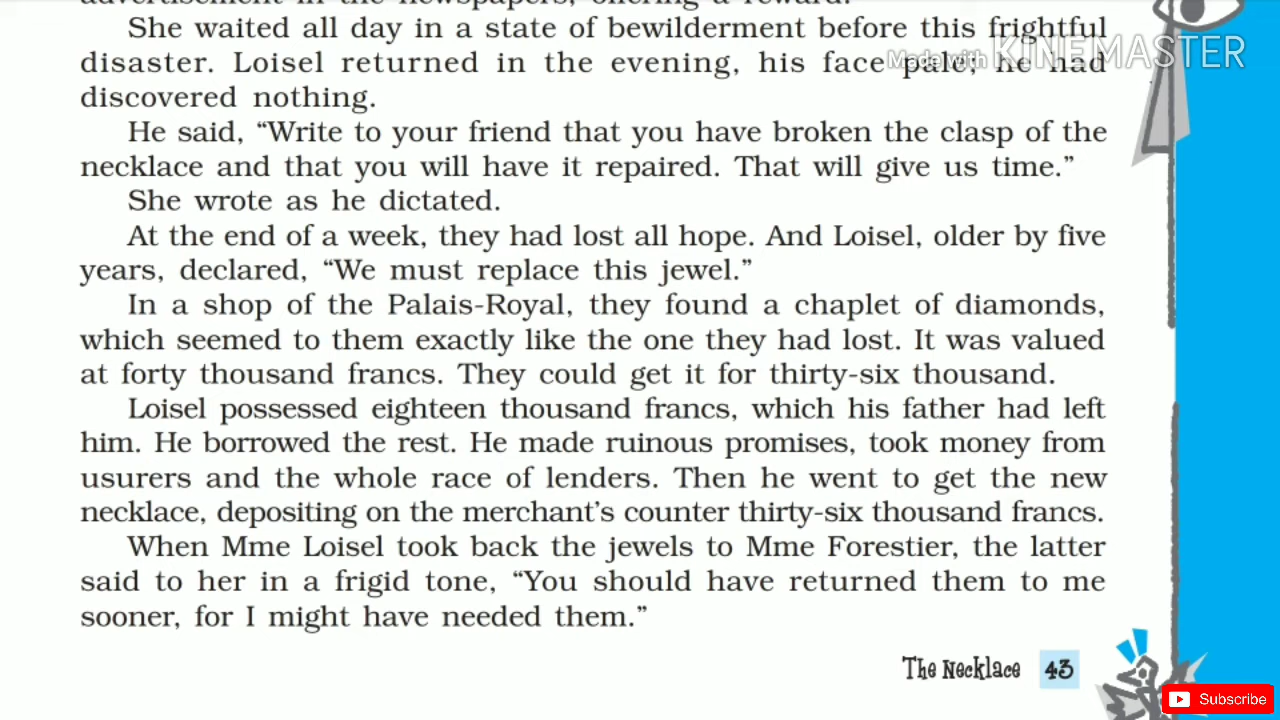 advertisement in the newspapers, offering a reward.
She waited all day in a state of bewilderment before this frightful
disaster. Loisel returned in the evening, his face pale; he had
discovered nothing.
He said, “Write to your friend that you have broken the clasp of the
necklace and that you will have it repaired. That will give us time.”
She wrote as he dictated.
At the end of a week, they had lost all hope. And Loisel, older by five
years, declared, “We must replace this jewel.”
In a shop of the Palais-Royal, they found a chaplet of diamonds,
which seemed to them exactly like the one they had lost. It was valued
at forty thousand francs. They could get it for thirty-six thousand.
Loisel possessed eighteen thousand francs, which his father had left
him. He borrowed the rest. He made ruinous promises, took money from
usurers and the whole race of lenders. Then he went to get the new
necklace, depositing on the merchant’s counter thirty-six thousand francs.
When Mme Loisel took back the jewels to Mme Forestier, the latter
said to her in a frigid tone, “You should have returned them to me
sooner, for I might have needed them.”
The Necklace 43
Made with KINEMASTER
Subscribe